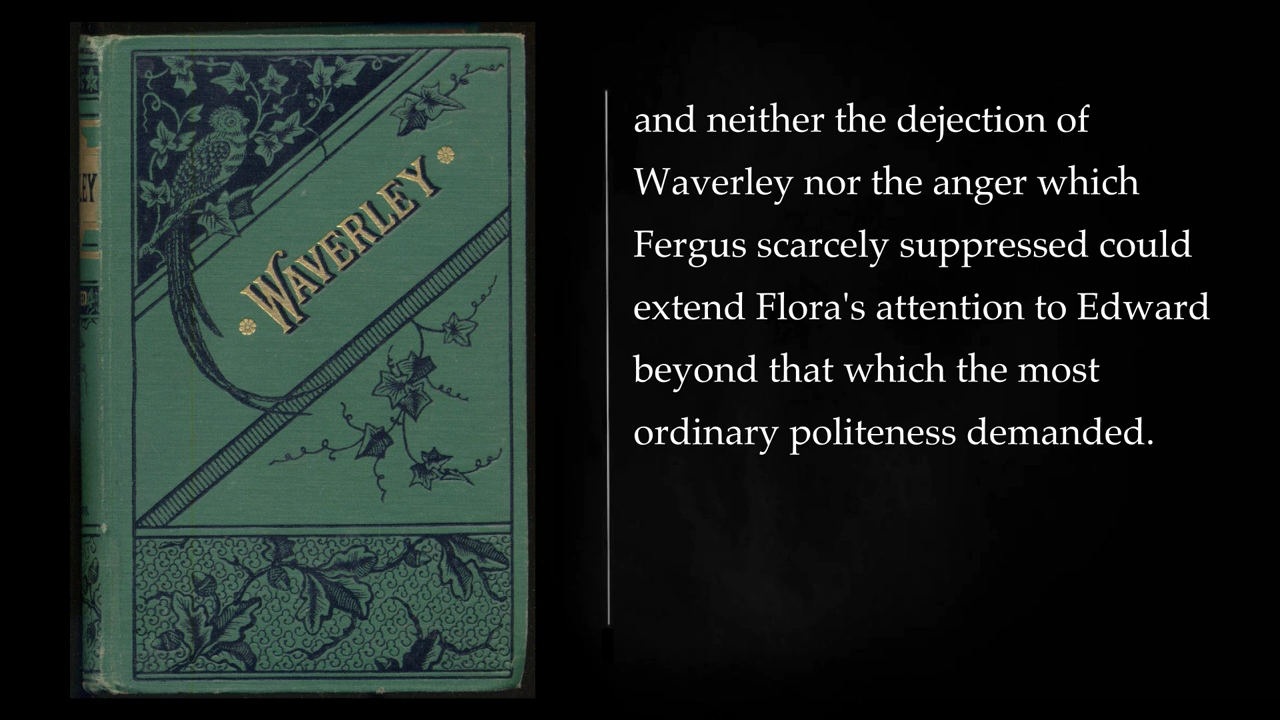 WAVERLEY
EY
and neither the dejection of
Waverley nor the anger which
Fergus scarcely suppressed could
extend Flora's attention to Edward
beyond that which the most
ordinary politeness demanded.